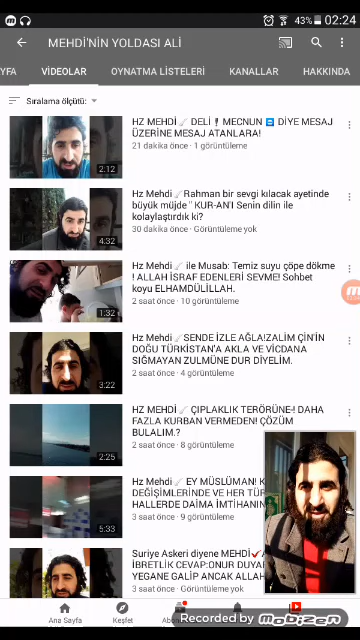 43% 02:24
MEHDİ'NİN YOLDASI ALİ
YFA VİDEOLAR OYNATMA LİSTELERİ KANALLAR HAKKINDA
Sıralama ölçütü:
HZ MEHDİ DELİ MECNUN DİYE MESAJ
ÜZERİNE MESAJ ATANLARA!
21 dakika önce · 1 görüntüleme
2:12
Hz Mehdi Rahman bir sevgi kılacak ayetinde
büyük müjde " KUR-AN'I Senin dilin ile
kolaylaştırdık ki?
30 dakika önce · Görüntüleme yok
4:32
Hz Mehdi ile Musab: Temiz suyu çöpe dökme
! ALLAH İSRAF EDENLERİ SEVME! Sohbet
koyu ELHAMDÜLİLLAH.
2 saat önce · 10 görüntüleme
1:32
Hz Mehdi SENDE İZLE AĞLA!ZALİM ÇİN'İN
DOĞU TÜRKİSTAN'A AKLA VE VİCDANA
SIĞMAYAN ZULMÜNE DUR DİYELİM.
2 saat önce · 4 görüntüleme
3:22
HZ MEHDİ ÇIPLAKLIK TERÖRÜNE-! DAHA
FAZLA KURBAN VERMEDEN! ÇÖZÜM
BULALIM.?
2 saat önce · 8 görüntüleme
2:25
Hz Mehdi EY MÜSLÜMAN!
DEĞİŞİMLERİNDE VE HER TÜR
HALLERDE DAİMA İMTİHANIN
3 saat önce · 9 görüntüleme
5:33
Suriye Askeri diyene MEHDİ
İBRETLİK CEVAP:ONUR DUYA
YEGANE GALİP ANCAK ALLAH
Ana Sayfa Keşfet
Recorded by MOBIZEN